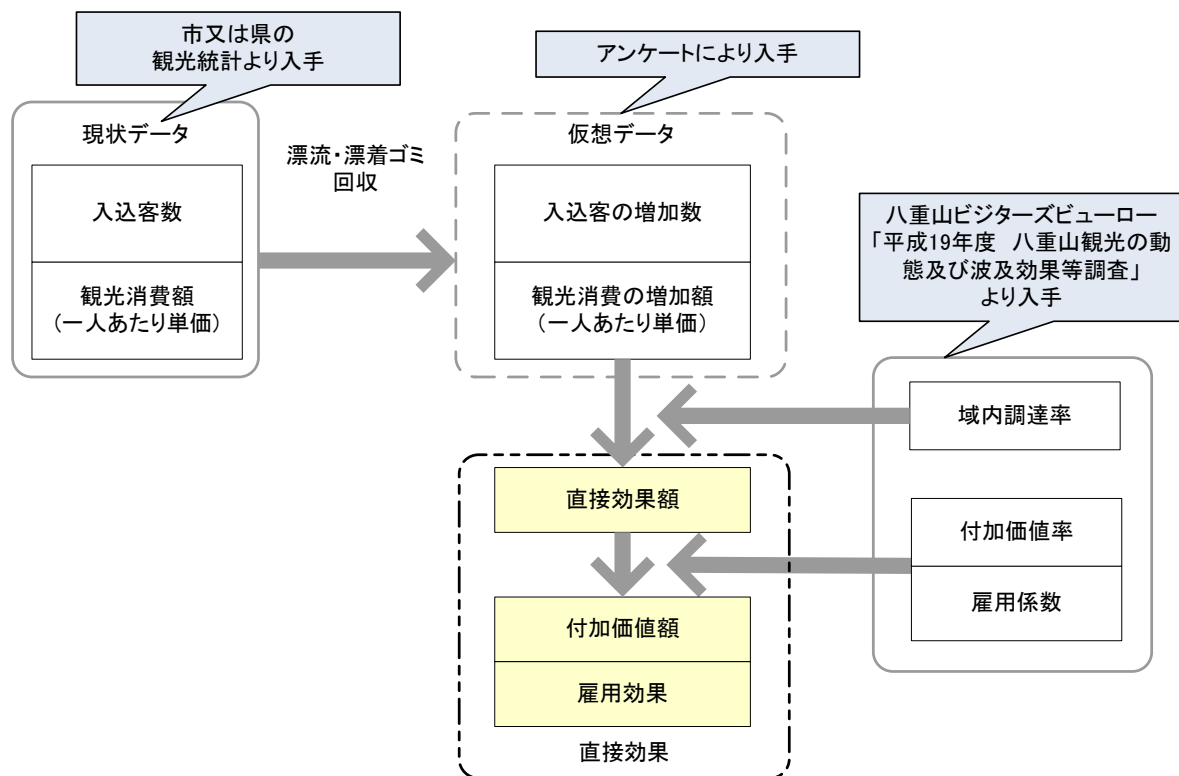 市又は県の
観光統計より入手
アンケートにより入手
現状データ
入込客数
観光消費額
(一人あたり単価)
漂流・漂着ゴミ
回収
仮想データ
入込客の増加数
観光消費の増加額
(一人あたり単価)
八重山ビジターズビューロー
「平成19年度　八重山観光の動
態及び波及効果等調査」
より入手
域内調達率
付加価値率
雇用係数
直接効果額
付加価値額
雇用効果
直接効果